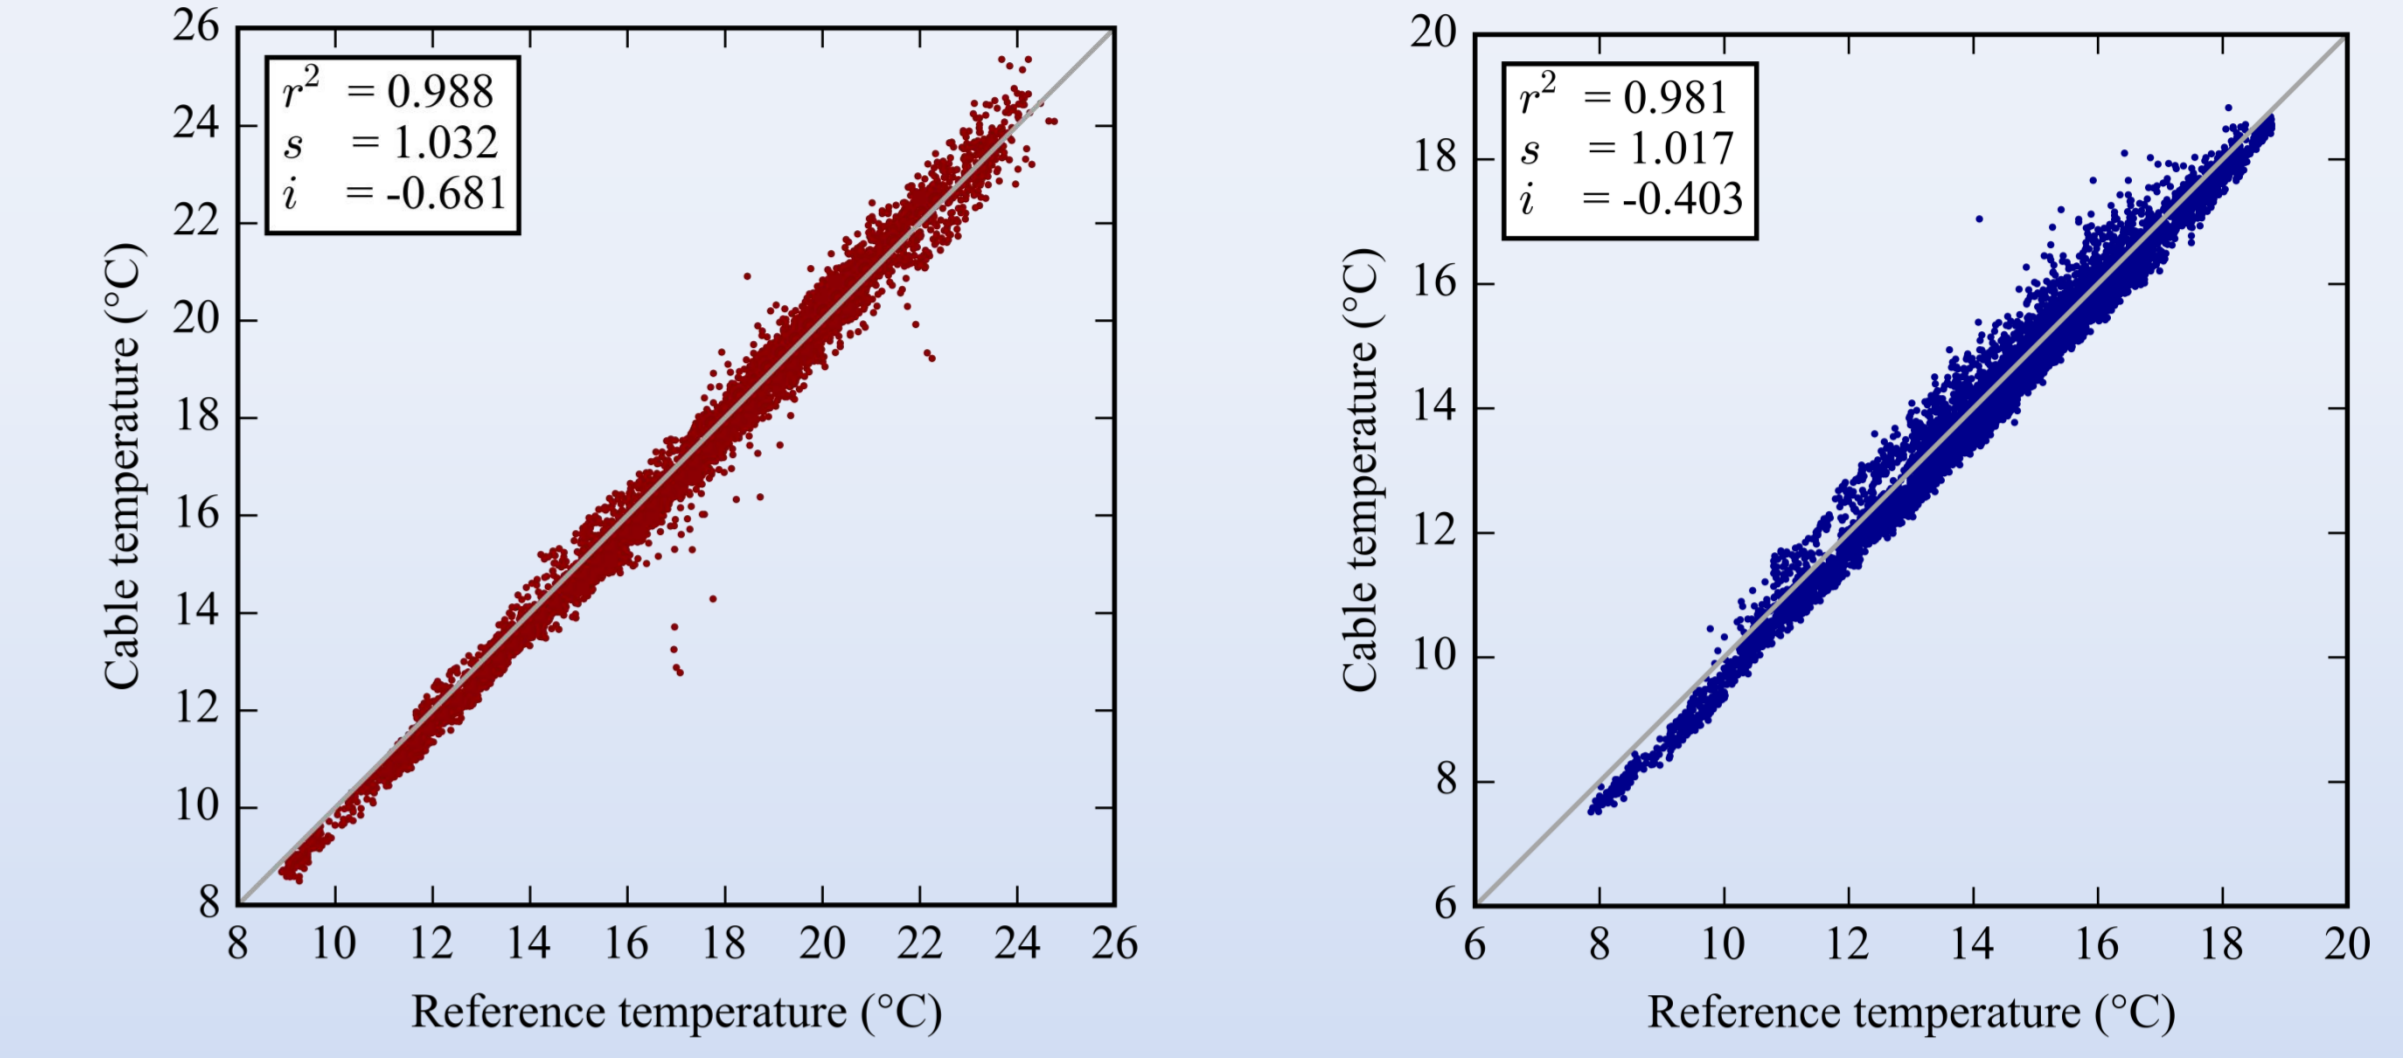 26
24
22
20
18
16
14
12
10
8
8 10 12 14 16 18 20 22 24 26
Cable temperature (°C)
Reference temperature (°C)
r² = 0.988
s = 1.032
i = -0.681
20
18
16
14
12
10
8
6
6 8 10 12 14 16 18 20
Cable temperature (°C)
Reference temperature (°C)
r² = 0.981
s = 1.017
i = -0.403